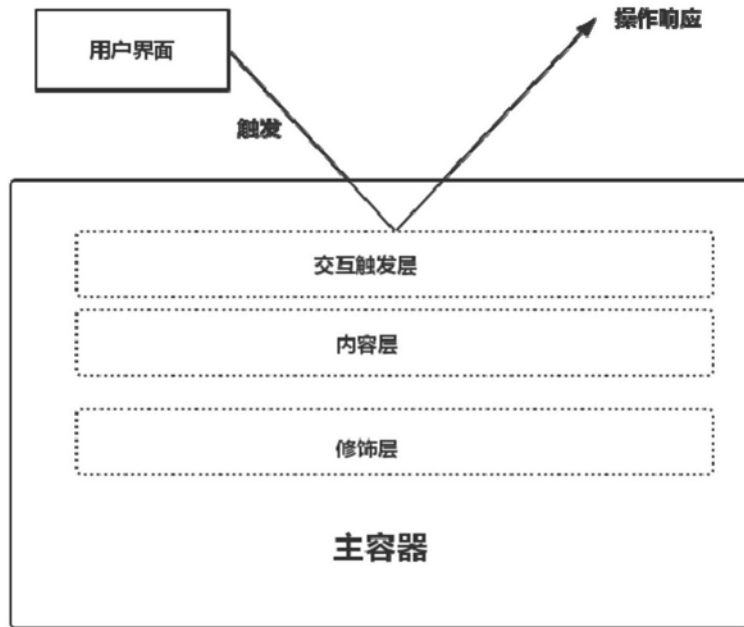 用户界面
操作响应
触发
交互触发层
内容层
修饰层
主容器